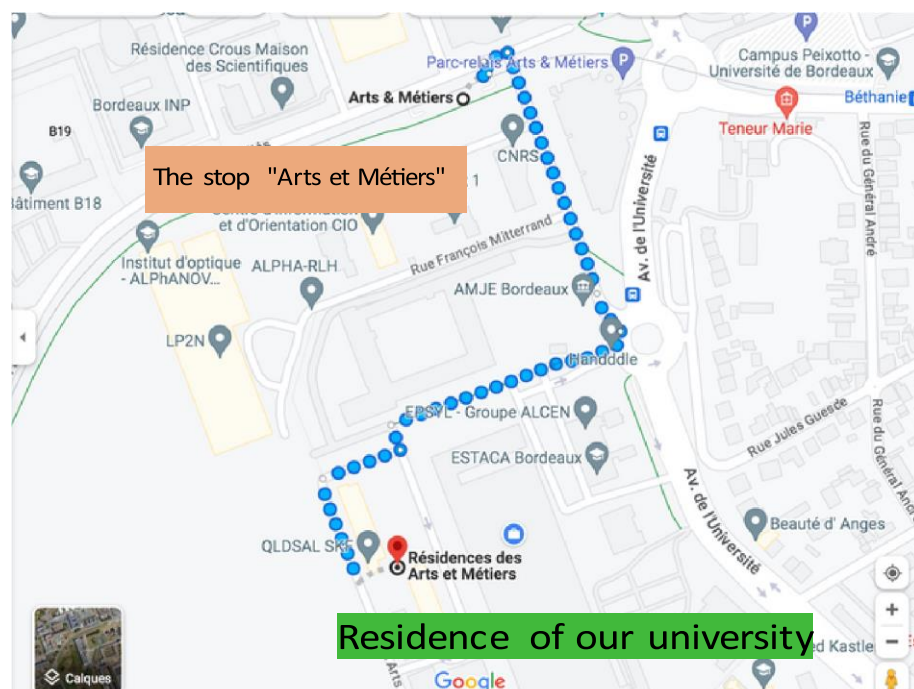 Résidence Crous Maison
des Scientifiques
Parc-relais Arts & Métiers
P
P
Campus Peixotto -
Université de Bordeaux
Arts & Métiers
Bordeaux INP
Béthanie
B19
Teneur Marie
CNRS
The stop "Arts et Métiers"
1
Bâtiment B18
et d'Orientation CIO
Rue François Mitterrand
Av. de l'Université
Rue du Général André
Institut d'optique
- ALPhANOV...
ALPHA-RLH
AMJE Bordeaux
LP2N
Handddle
EPSYL - Groupe ALCEN
Rue Jules Guesde
Rue du Général André
ESTACA Bordeaux
Av. de l'Université
Beauté d' Anges
QLDSAL SKF
Résidences des
Arts et Métiers
Residence of our university
ed Kastle
Calques
Arts
Google